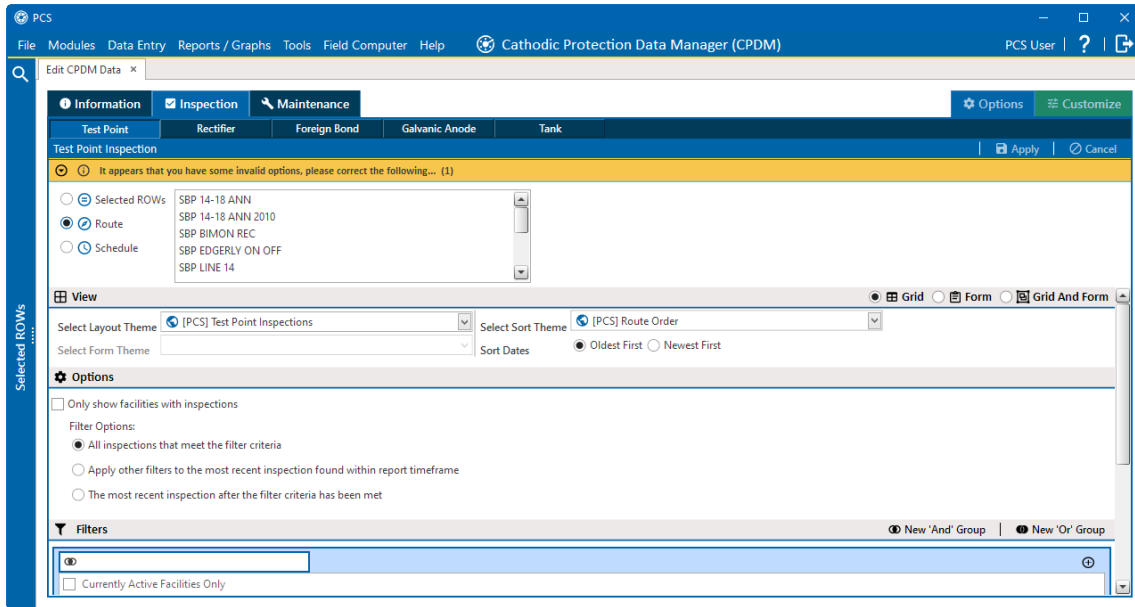 PCS
File Modules Data Entry Reports / Graphs Tools Field Computer Help Cathodic Protection Data Manager (CPDM) PCS User | ? |
Edit CPDM Data ×
Information Inspection Maintenance Options Customize
Test Point Rectifier Foreign Bond Galvanic Anode Tank
Test Point Inspection | Apply | Cancel
It appears that you have some invalid options, please correct the following... (1)
Selected ROWs
Route
Schedule
SBP 14-18 ANN
SBP 14-18 ANN 2010
SBP BIMON REC
SBP EDGERLY ON OFF
SBP LINE 14
Selected ROWs
View Grid Form Grid And Form
Select Layout Theme [PCS] Test Point Inspections Select Sort Theme [PCS] Route Order
Select Form Theme Sort Dates Oldest First Newest First
Options
Only show facilities with inspections
Filter Options:
All inspections that meet the filter criteria
Apply other filters to the most recent inspection found within report timeframe
The most recent inspection after the filter criteria has been met
Filters New 'And' Group | New 'Or' Group
Currently Active Facilities Only